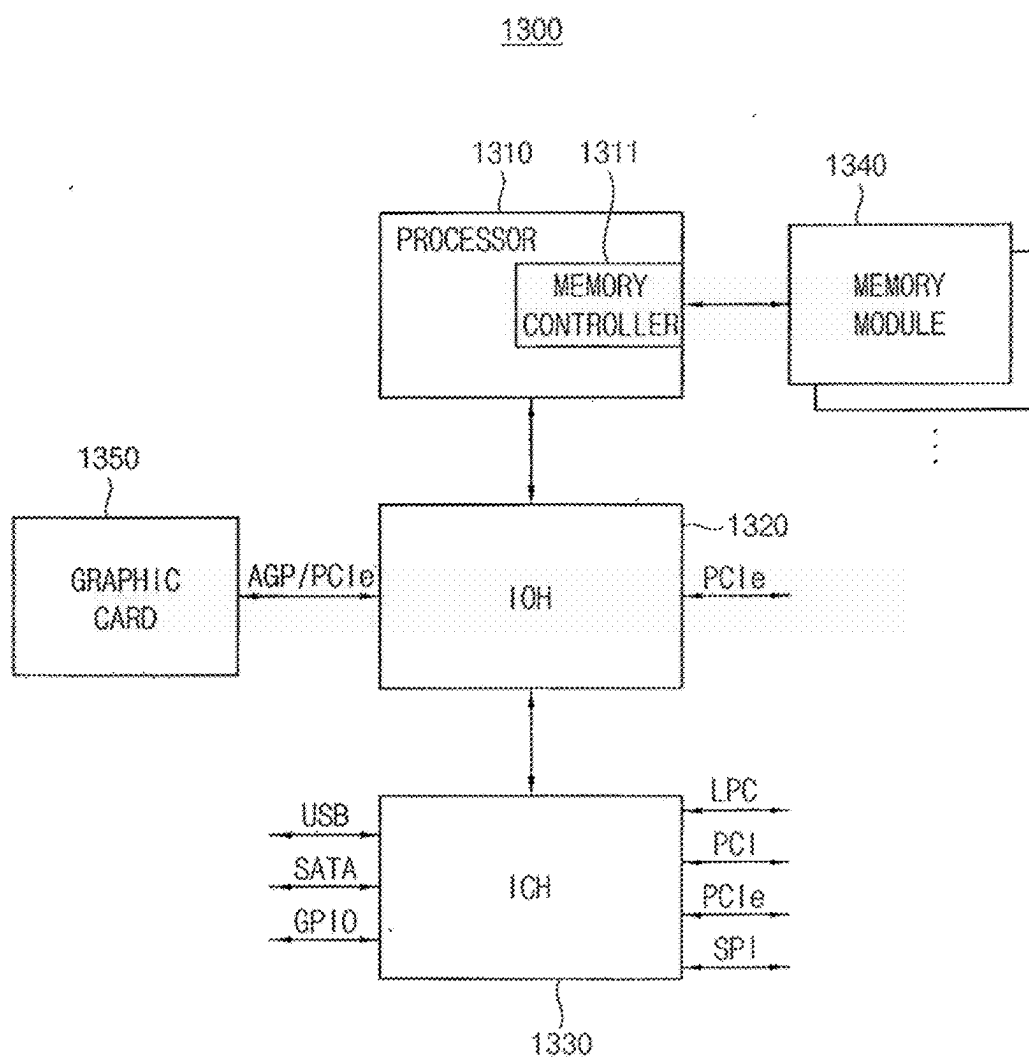 1300
1310
1311
1340
PROCESSOR
MEMORY
CONTROLLER
MEMORY
MODULE
1350
1320
GRAPHIC
CARD
AGP/PCIe
IOH
PCIe
USB
SATA
GPIO
ICH
LPC
PCI
PCIe
SPI
1330